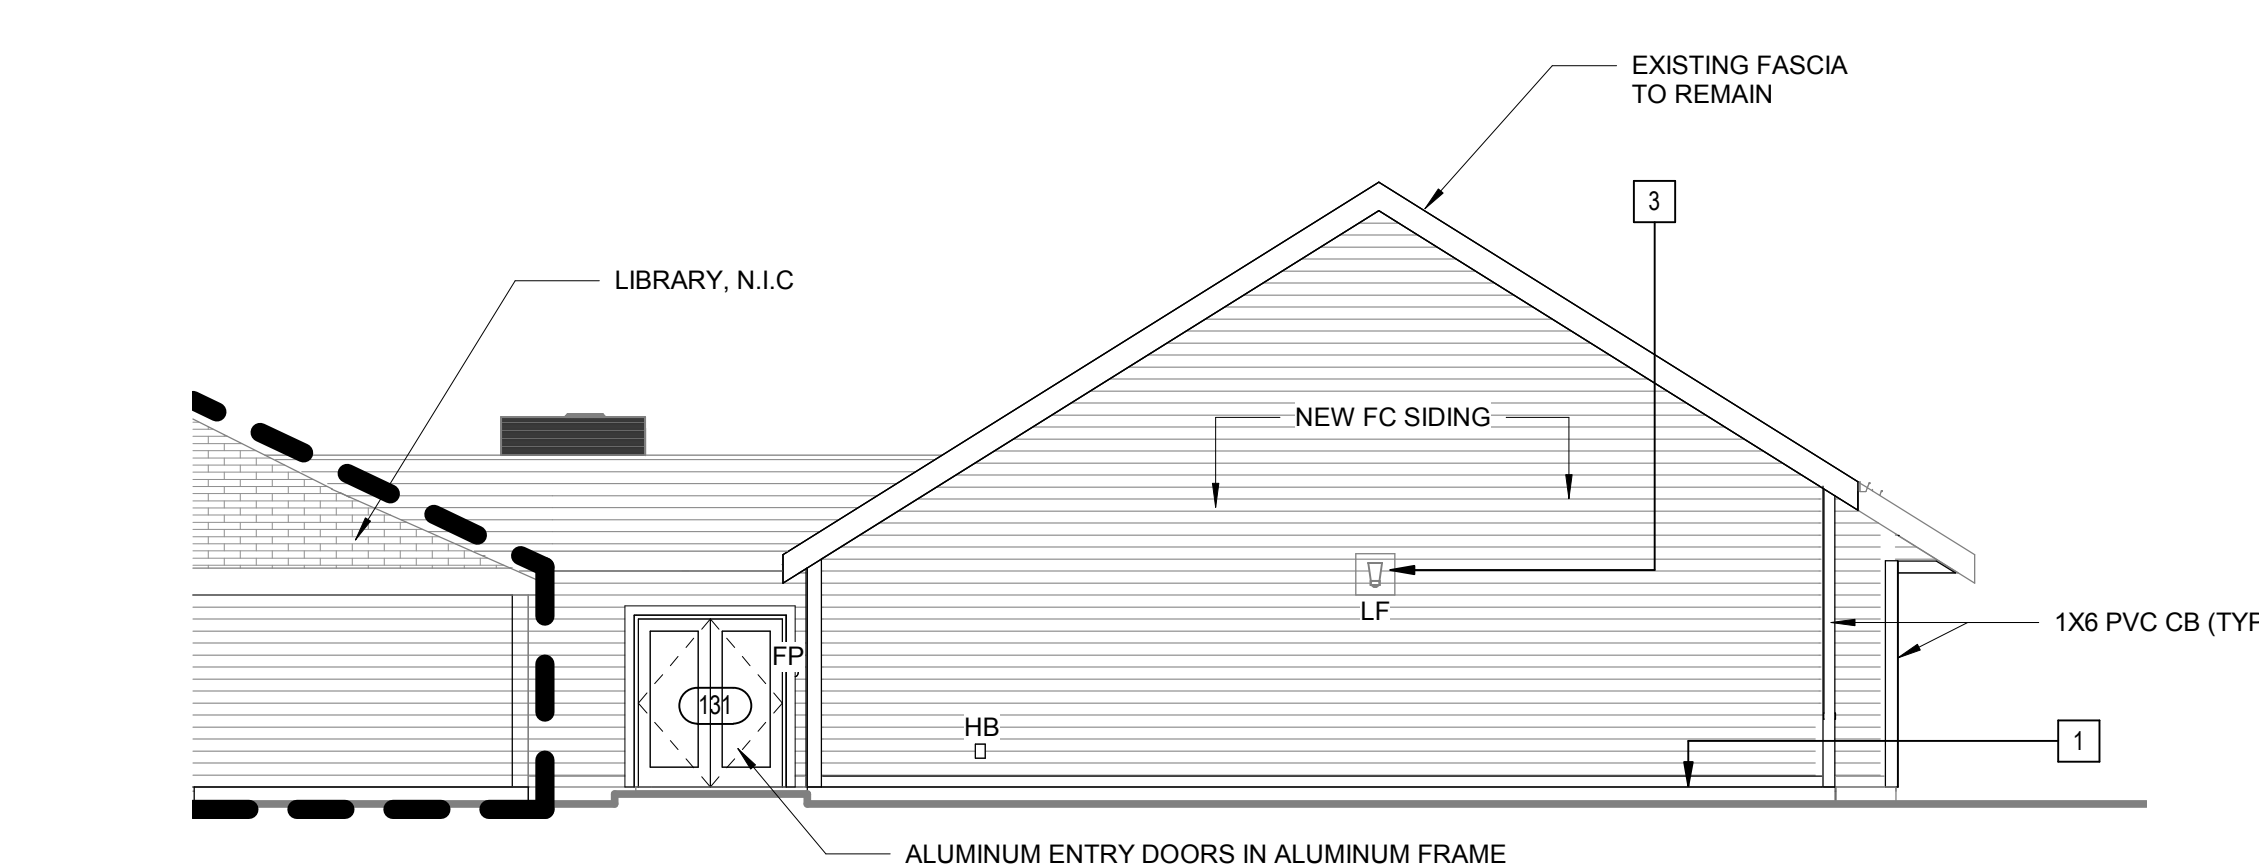 EXISTING FASCIA
TO REMAIN
3
LIBRARY, N.I.C
NEW FC SIDING
LF
1X6 PVC CB (TYP
FP
131
HB
1
ALUMINUM ENTRY DOORS IN ALUMINUM FRAME